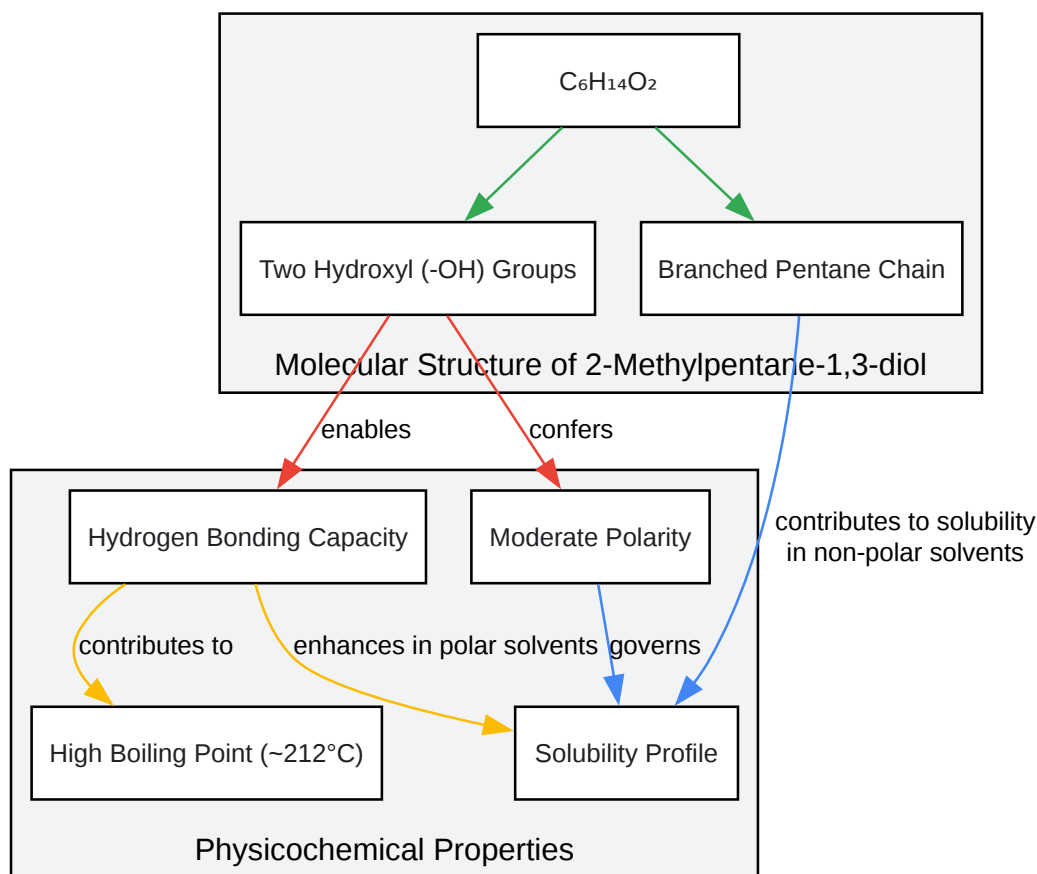 C₆H₁₄O₂
Two Hydroxyl (-OH) Groups
Branched Pentane Chain
Molecular Structure of 2-Methylpentane-1,3-diol
enables
confers
Hydrogen Bonding Capacity
Moderate Polarity
contributes to solubility
in non-polar solvents
contributes to
enhances in polar solvents
governs
High Boiling Point (~212°C)
Solubility Profile
Physicochemical Properties